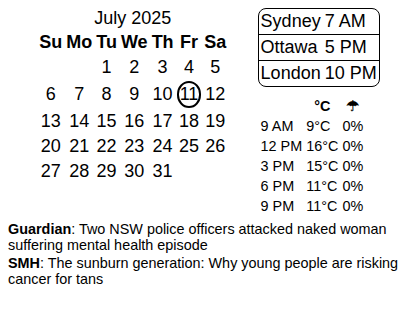 July 2025
Su Mo Tu We Th Fr Sa
1 2 3 4 5
6 7 8 9 10 11 12
13 14 15 16 17 18 19
20 21 22 23 24 25 26
27 28 29 30 31
Sydney 7 AM
Ottawa 5 PM
London 10 PM
°C ☂
9 AM 9°C 0%
12 PM 16°C 0%
3 PM 15°C 0%
6 PM 11°C 0%
9 PM 11°C 0%
Guardian: Two NSW police officers attacked naked woman
suffering mental health episode
SMH: The sunburn generation: Why young people are risking
cancer for tans